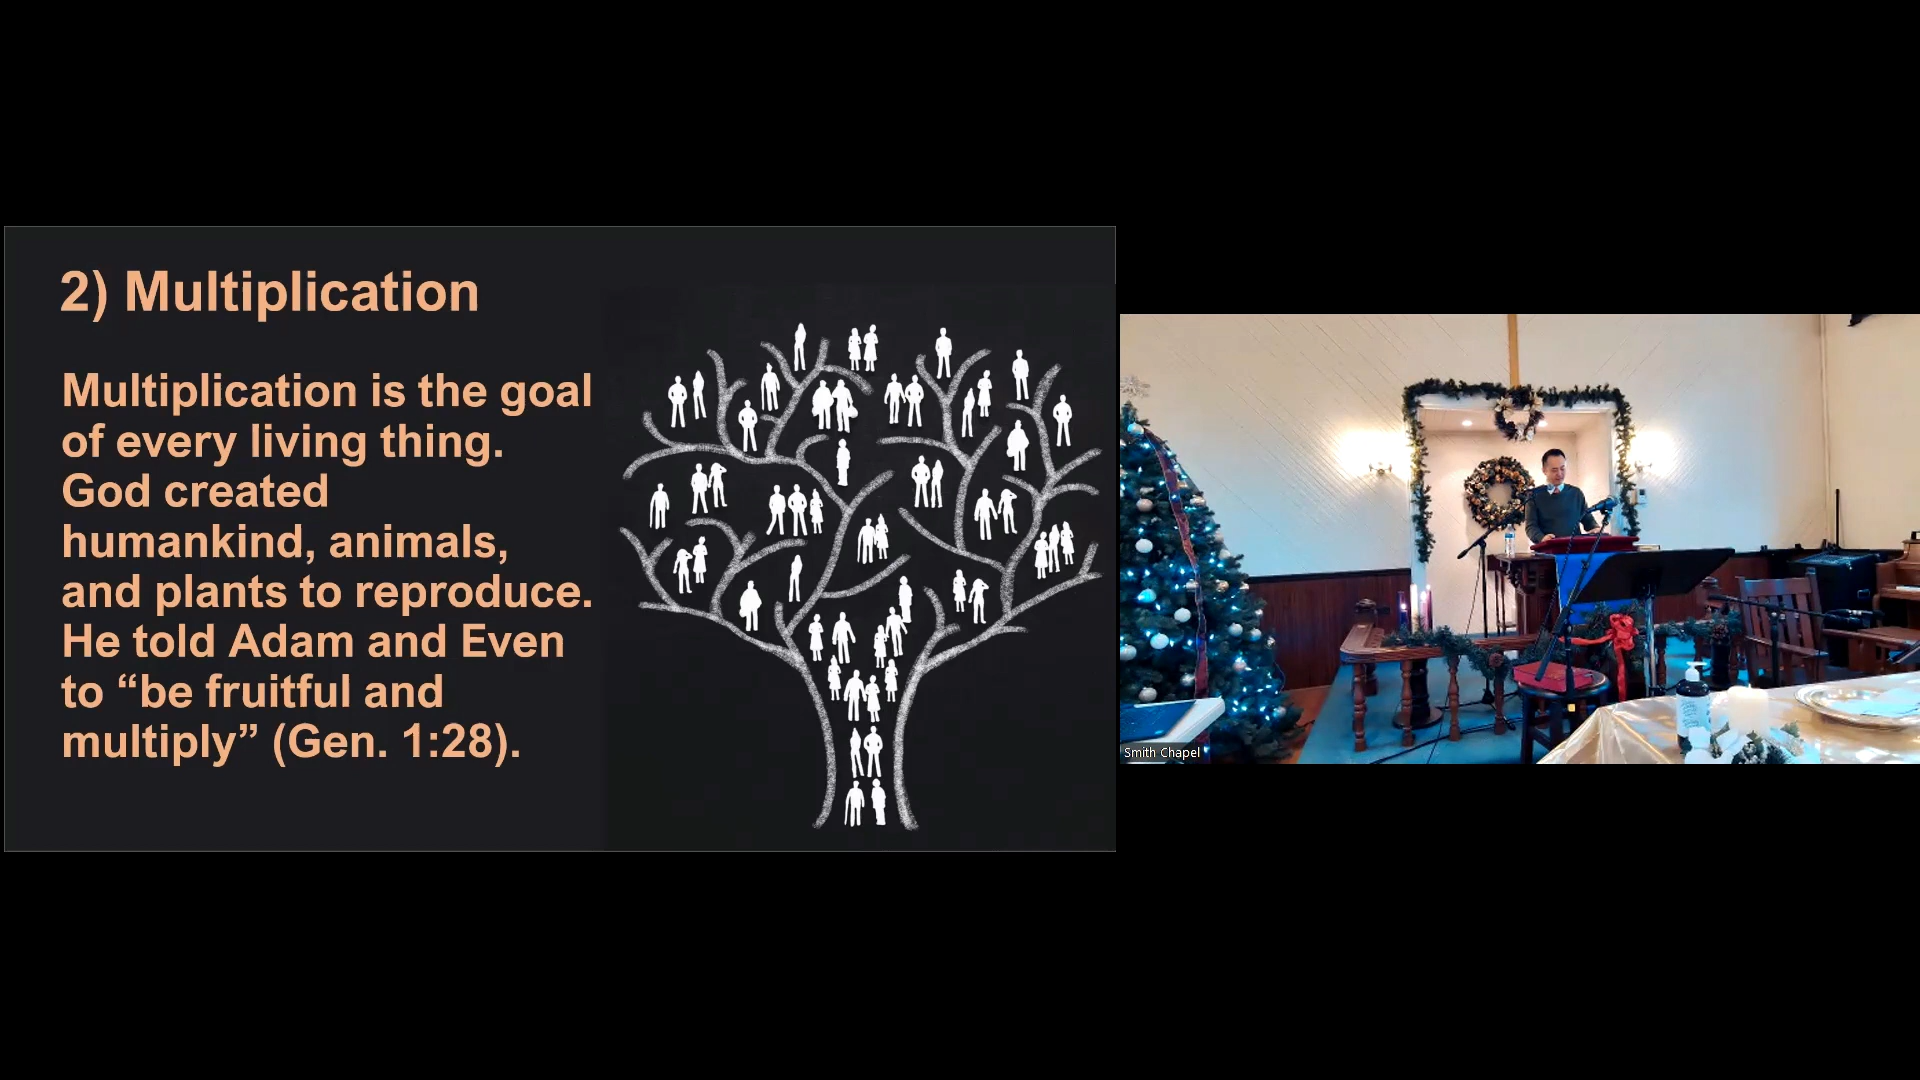 2) Multiplication
Multiplication is the goal
of every living thing.
God created
humankind, animals,
and plants to reproduce.
He told Adam and Even
to “be fruitful and
multiply” (Gen. 1:28).
Smith Chapel